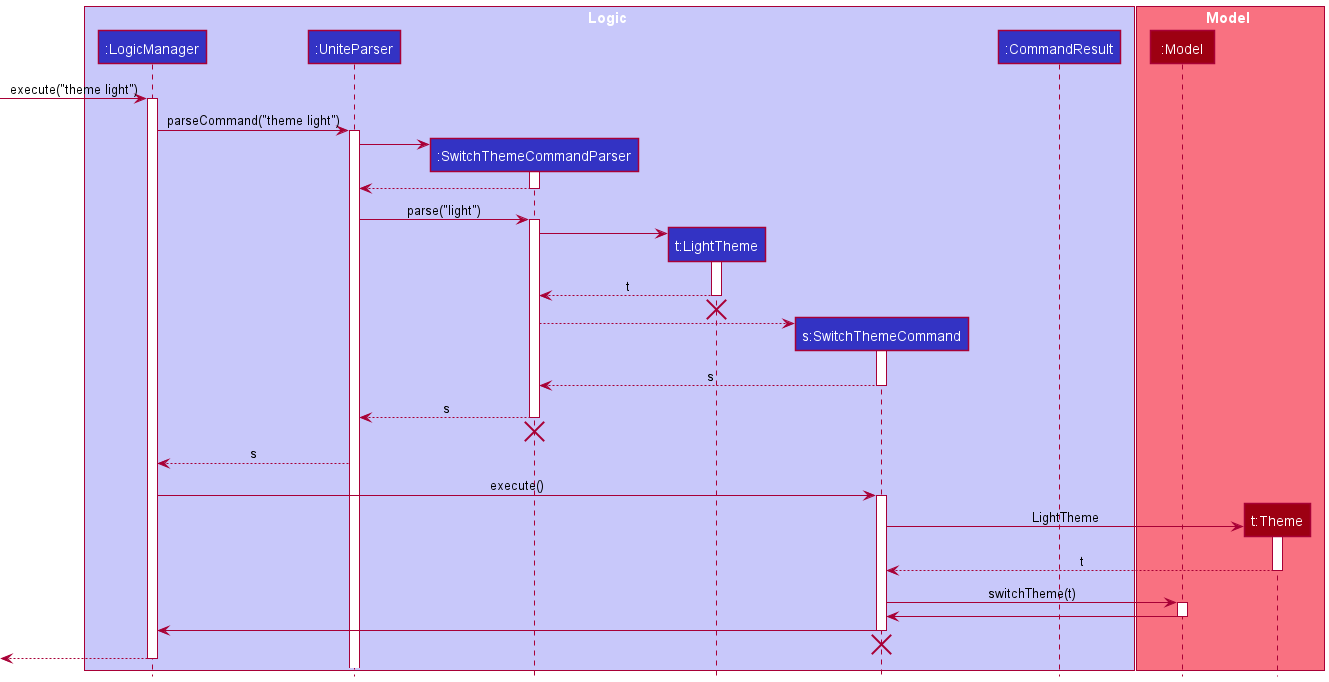 Logic
Model
:LogicManager
:UniteParser
:CommandResult
:Model
execute("theme light")
parseCommand("theme light")
:SwitchThemeCommandParser
parse("light")
t:LightTheme
t
s:SwitchThemeCommand
s
s
s
execute()
LightTheme
t:Theme
t
switchTheme(t)